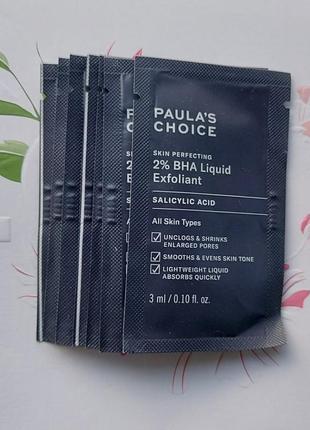 PAULA'S
CHOICE
SKIN PERFECTING
2% BHA Liquid
Exfoliant
SALICYLIC ACID
All Skin Types
UNCLOGS & SHRINKS
ENLARGED PORES
SMOOTHS & EVENS SKIN TONE
LIGHTWEIGHT LIQUID
ABSORBS QUICKLY
3 ml / 0.10 fl. oz.